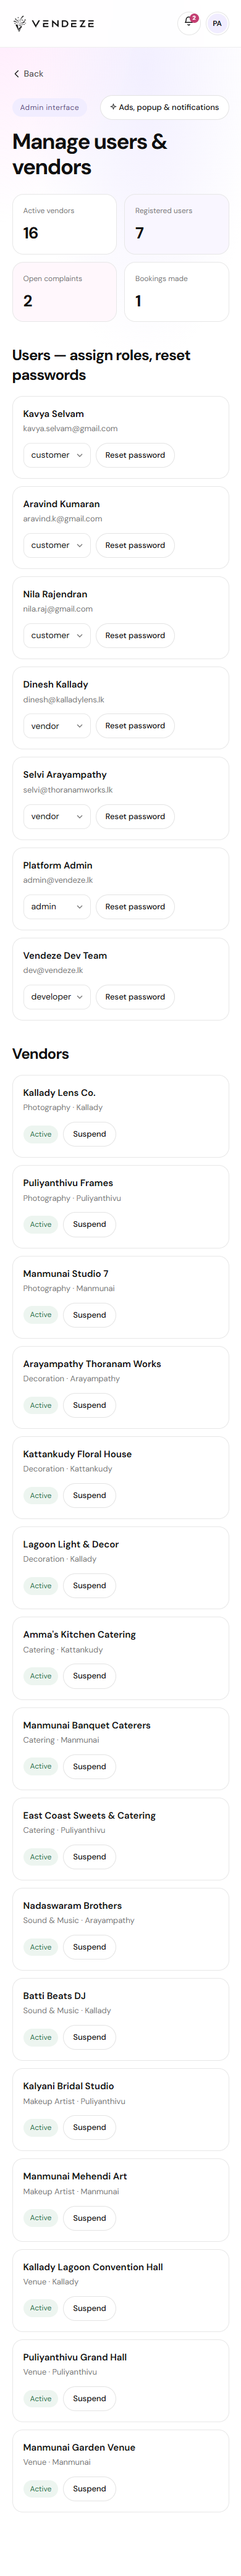 VENDEZE
2
PA
Back
Admin interface
Ads, popup & notifications
Manage users &
vendors
Active vendors
16
Registered users
7
Open complaints
2
Bookings made
1
Users — assign roles, reset
passwords
Kavya Selvam
kavya.selvam@gmail.com
customer
Reset password
Aravind Kumaran
aravind.k@gmail.com
customer
Reset password
Nila Rajendran
nila.raj@gmail.com
customer
Reset password
Dinesh Kallady
dinesh@kalladylens.lk
vendor
Reset password
Selvi Arayampathy
selvi@thoranamworks.lk
vendor
Reset password
Platform Admin
admin@vendeze.lk
admin
Reset password
Vendeze Dev Team
dev@vendeze.lk
developer
Reset password
Vendors
Kallady Lens Co.
Photography · Kallady
Active
Suspend
Puliyanthivu Frames
Photography · Puliyanthivu
Active
Suspend
Manmunai Studio 7
Photography · Manmunai
Active
Suspend
Arayampathy Thoranam Works
Decoration · Arayampathy
Active
Suspend
Kattankudy Floral House
Decoration · Kattankudy
Active
Suspend
Lagoon Light & Decor
Decoration · Kallady
Active
Suspend
Amma's Kitchen Catering
Catering · Kattankudy
Active
Suspend
Manmunai Banquet Caterers
Catering · Manmunai
Active
Suspend
East Coast Sweets & Catering
Catering · Puliyanthivu
Active
Suspend
Nadaswaram Brothers
Sound & Music · Arayampathy
Active
Suspend
Batti Beats DJ
Sound & Music · Kallady
Active
Suspend
Kalyani Bridal Studio
Makeup Artist · Puliyanthivu
Active
Suspend
Manmunai Mehendi Art
Makeup Artist · Manmunai
Active
Suspend
Kallady Lagoon Convention Hall
Venue · Kallady
Active
Suspend
Puliyanthivu Grand Hall
Venue · Puliyanthivu
Active
Suspend
Manmunai Garden Venue
Venue · Manmunai
Active
Suspend